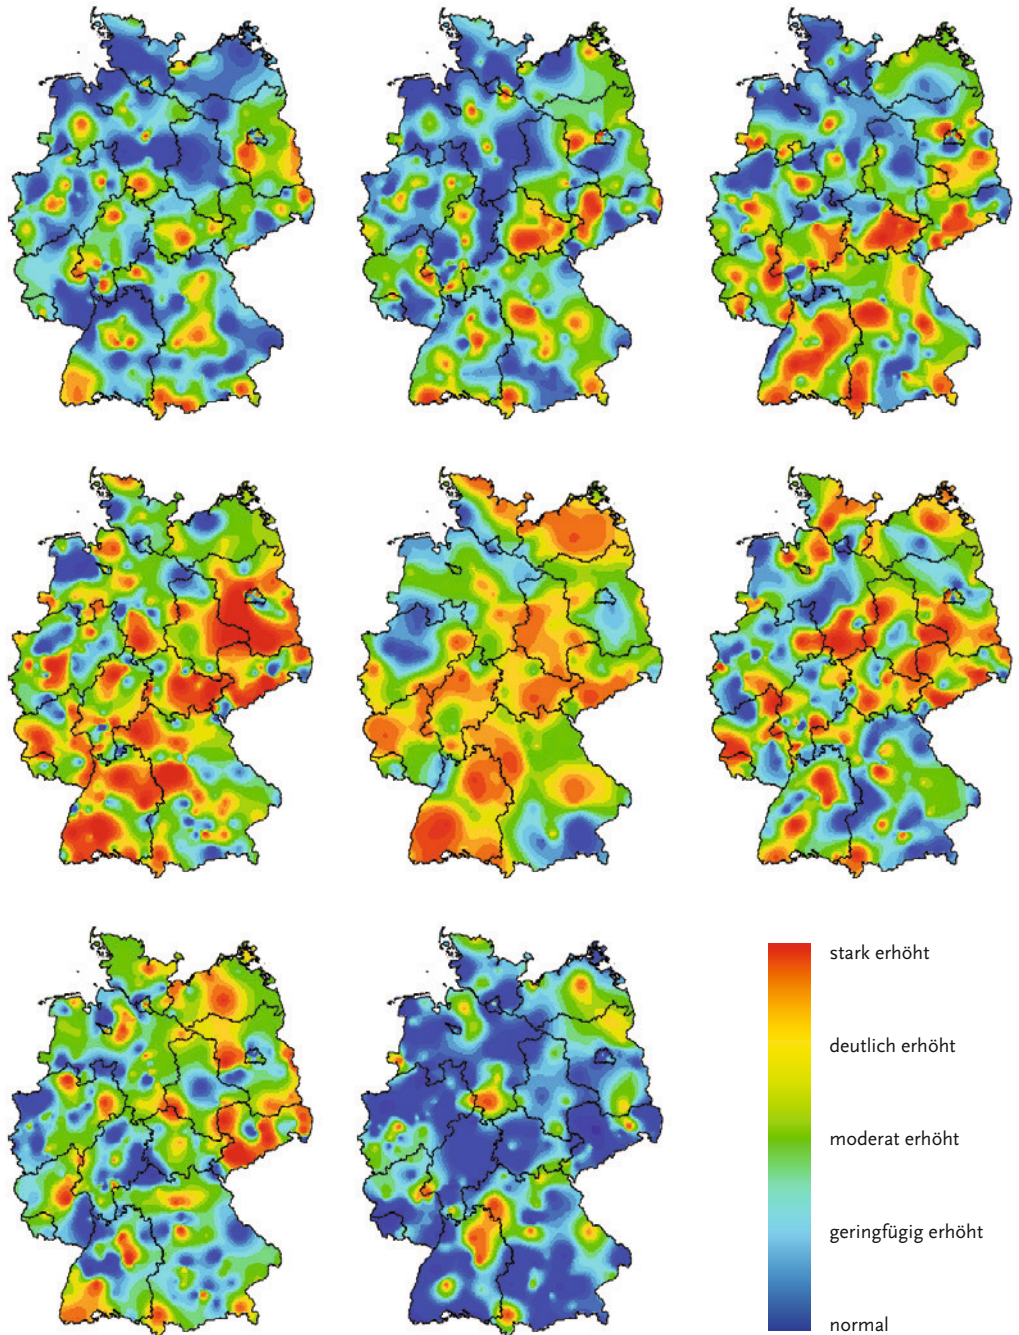 stark erhöht
deutlich erhöht
moderat erhöht
geringfügig erhöht
normal